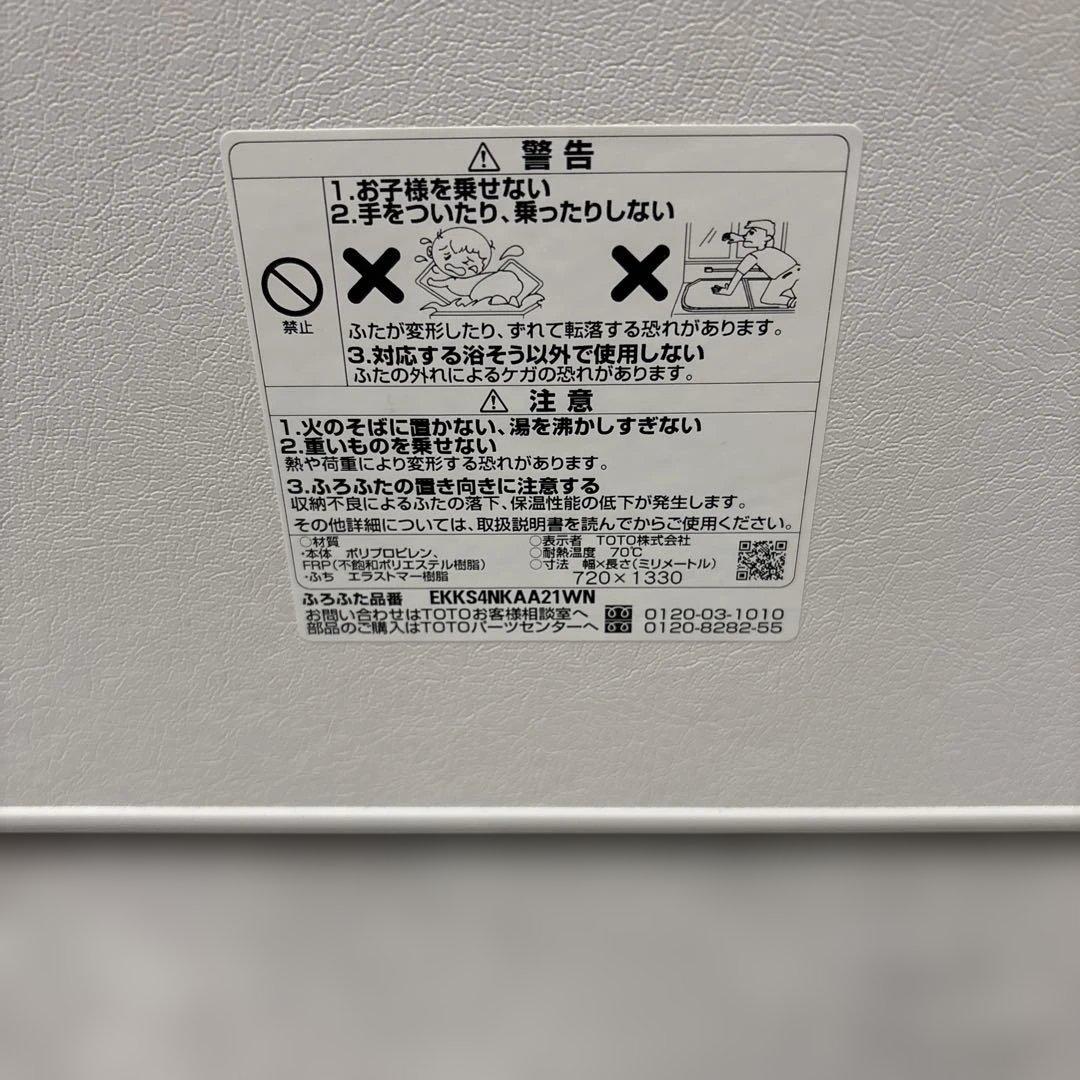 ⚠ 警告
禁止
1.お子様を乗せない
2.手をついたり、乗ったりしない
ふたが変形したり、ずれて転落する恐れがあります。
3.対応する浴そう以外で使用しない
ふたの外れによるケガの恐れがあります。
⚠ 注意
1.火のそばに置かない、湯を沸かしすぎない
2.重いものを乗せない
熱や荷重により変形する恐れがあります。
3.ふろふたの置き向きに注意する
収納不良によるふたの落下、保温性能の低下が発生します。
その他詳細については、取扱説明書を読んでからご使用ください。
○材質
・本体 ポリプロピレン、
FRP(不飽和ポリエステル樹脂)
・ふち エラストマー樹脂
○表示者 TOTO株式会社
○耐熱温度 70℃
○寸法 幅×長さ(ミリメートル)
720×1330
ふろふた品番 EKKS4NKAA21WN
お問い合わせはTOTOお客様相談室へ 0120-03-1010
部品のご購入はTOTOパーツセンターへ 0120-8282-55